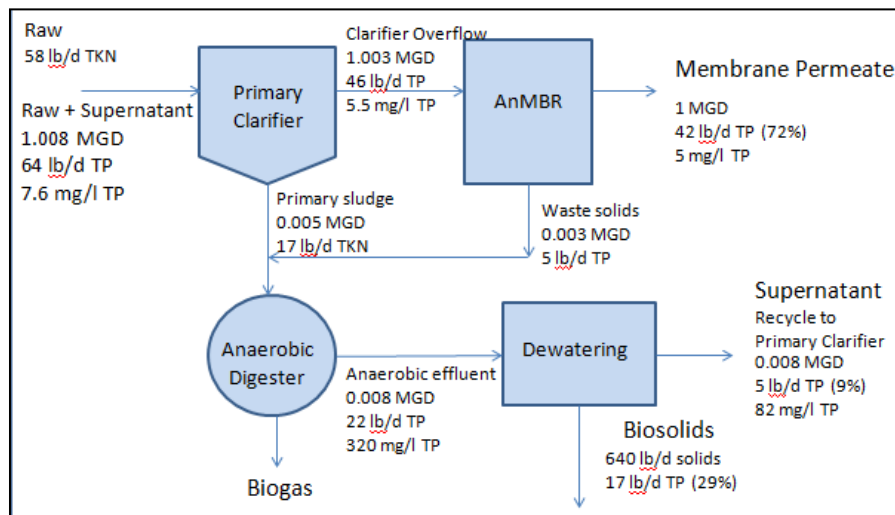 Raw
58 lb/d TKN
Raw + Supernatant
1.008 MGD
64 lb/d TP
7.6 mg/l TP
Primary
Clarifier
Clarifier Overflow
1.003 MGD
46 lb/d TP
5.5 mg/l TP
AnMBR
Membrane Permeate
1 MGD
42 lb/d TP (72%)
5 mg/l TP
Primary sludge
0.005 MGD
17 lb/d TKN
Waste solids
0.003 MGD
5 lb/d TP
Anaerobic
Digester
Anaerobic effluent
0.008 MGD
22 lb/d TP
320 mg/l TP
Dewatering
Supernatant
Recycle to
Primary Clarifier
0.008 MGD
5 lb/d TP (9%)
82 mg/l TP
Biogas
Biosolids
640 lb/d solids
17 lb/d TP (29%)